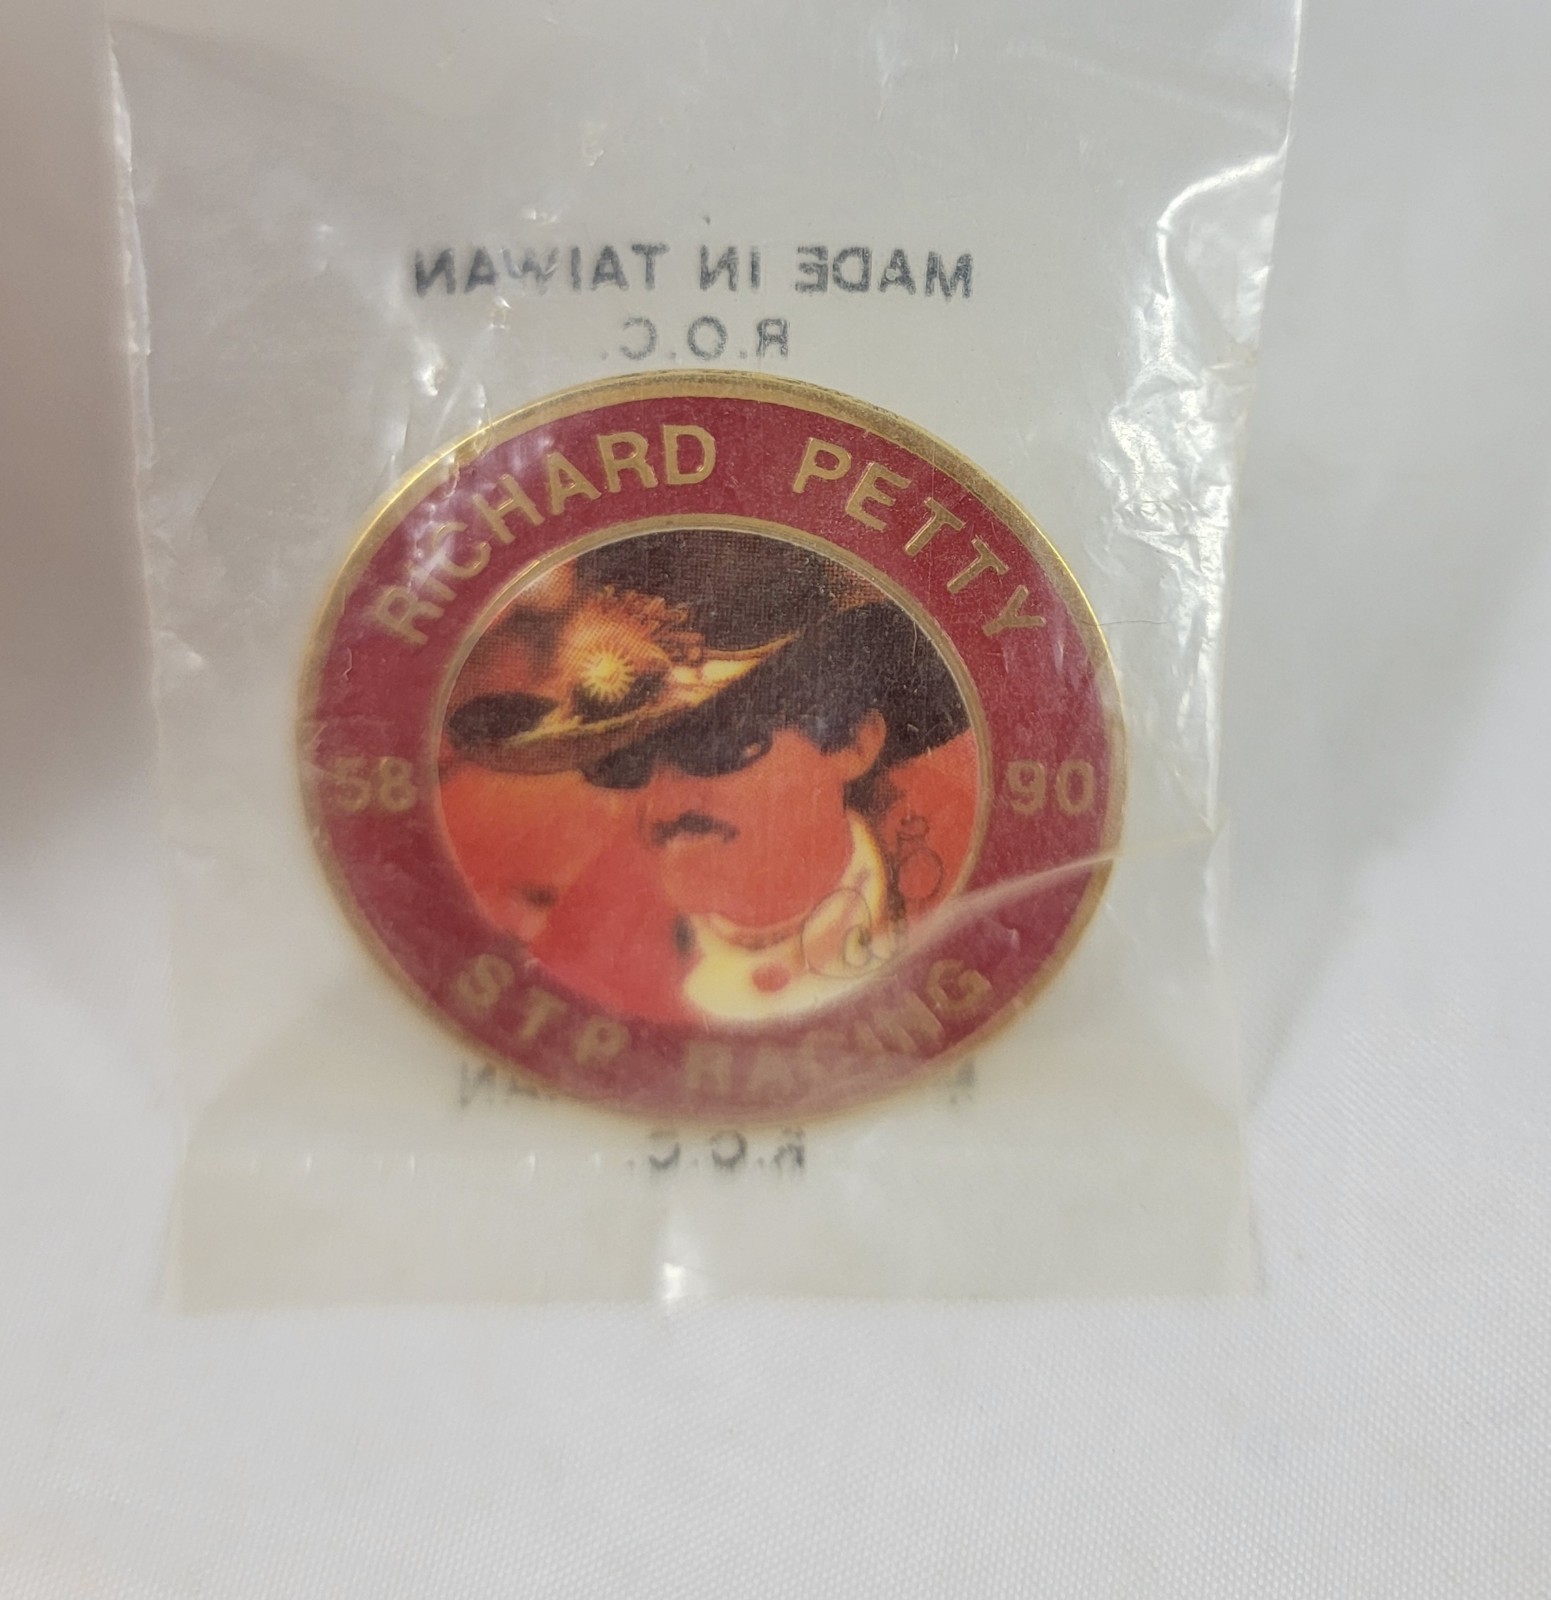 MADE IN TAIWAN
R.O.C.
RICHARD PETTY
58 90
STP RACING
R.O.C.